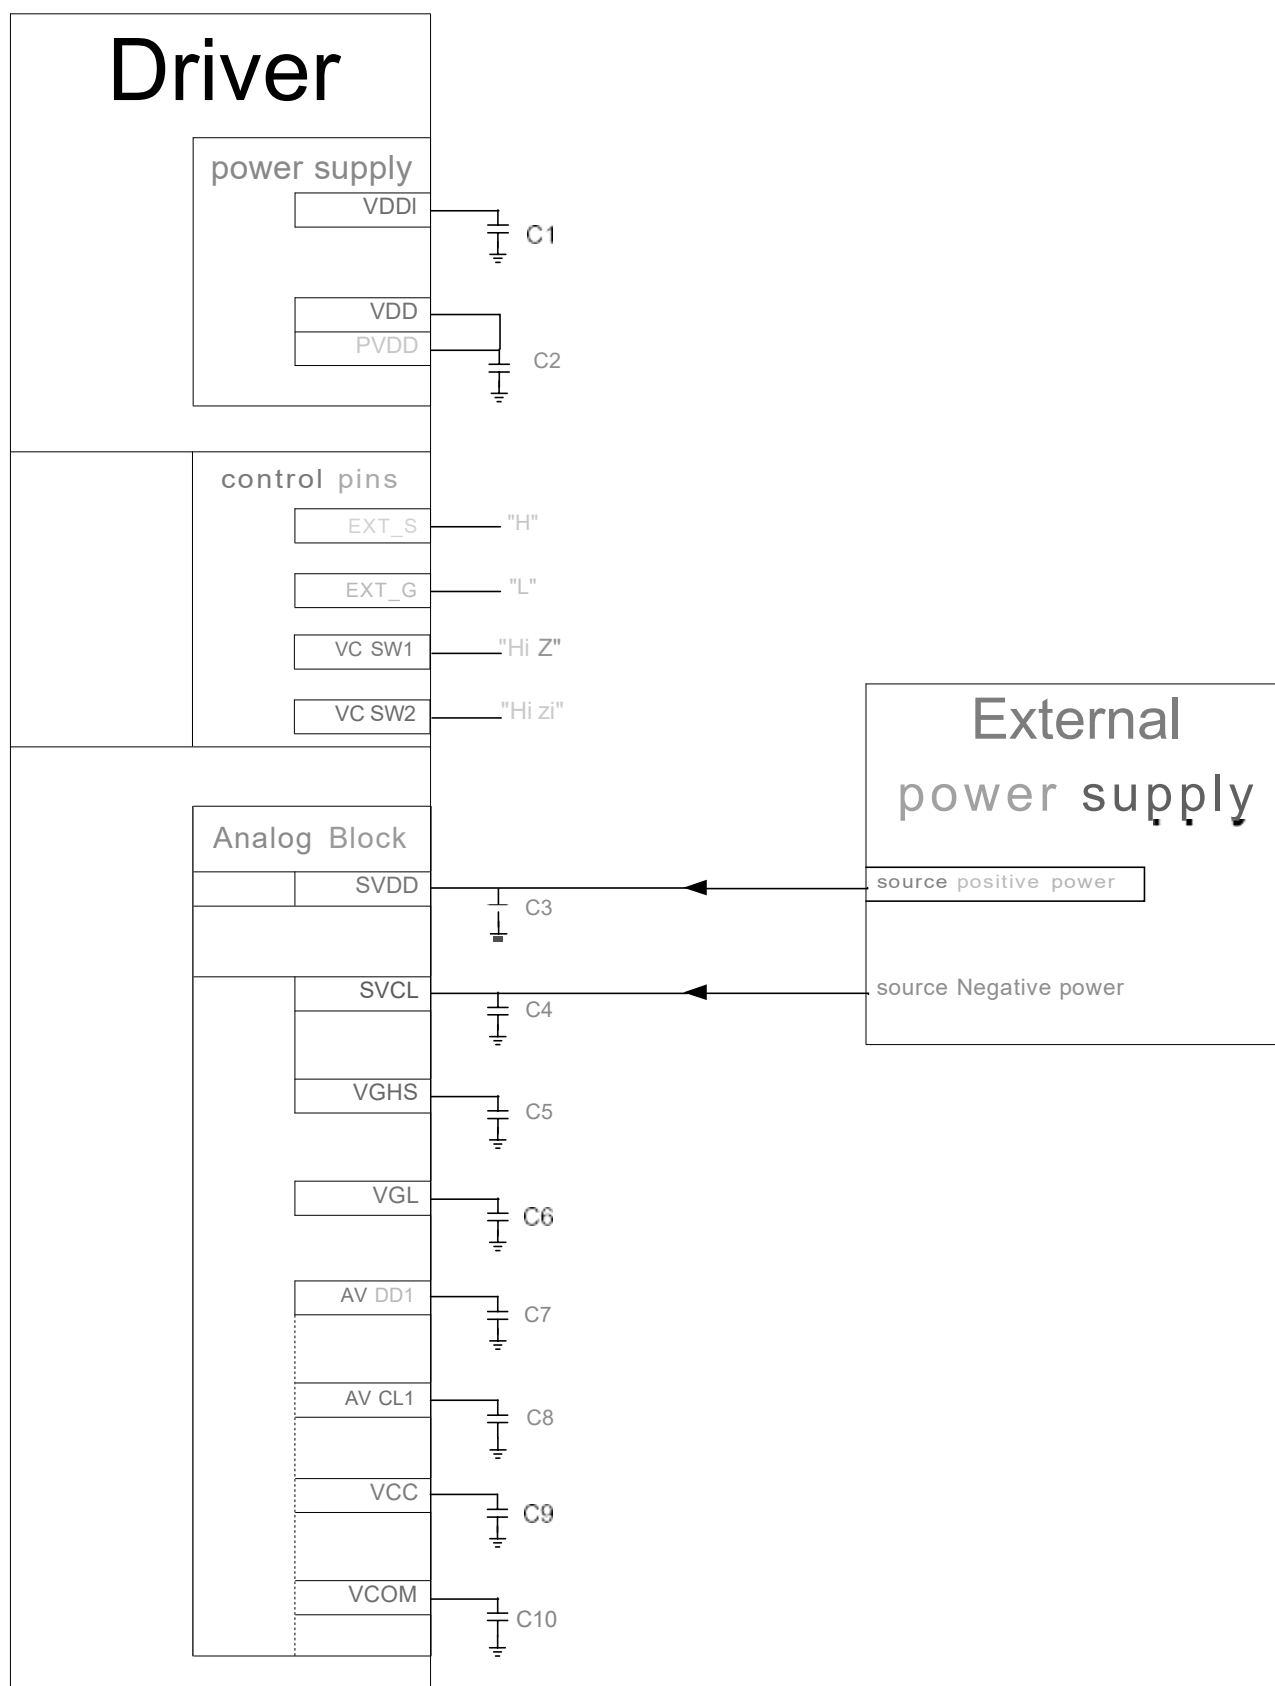 Driver
power supply
VDDI
C1
VDD
PVDD
C2
control pins
EXT_S
"H"
EXT_G
"L"
VC SW1
"Hi Z"
VC SW2
"Hi zi"
External
power supply
Analog Block
SVDD
C3
source positive power
SVCL
C4
source Negative power
VGHS
C5
VGL
C6
AV DD1
C7
AV CL1
C8
VCC
C9
VCOM
C10